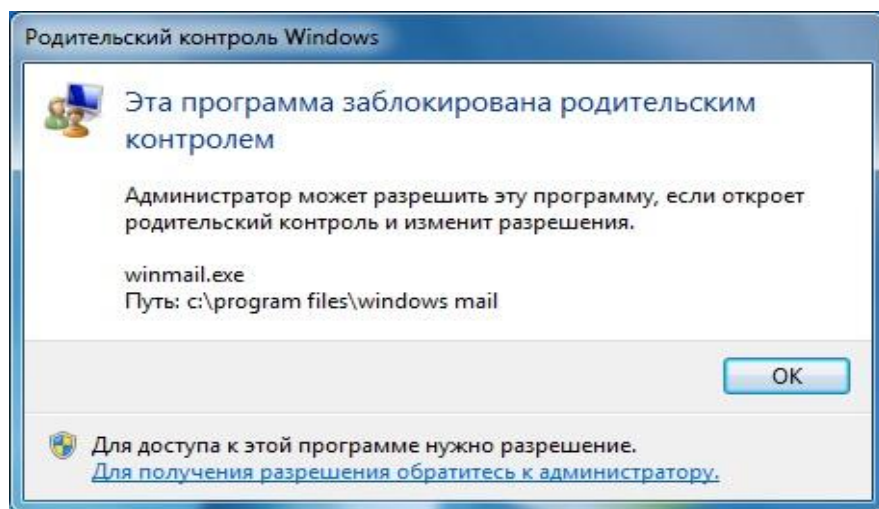 Родительский контроль Windows
Эта программа заблокирована родительским
контролем
Администратор может разрешить эту программу, если откроет
родительский контроль и изменит разрешения.
winmail.exe
Путь: c:\program files\windows mail
ОК
Для доступа к этой программе нужно разрешение.
Для получения разрешения обратитесь к администратору.